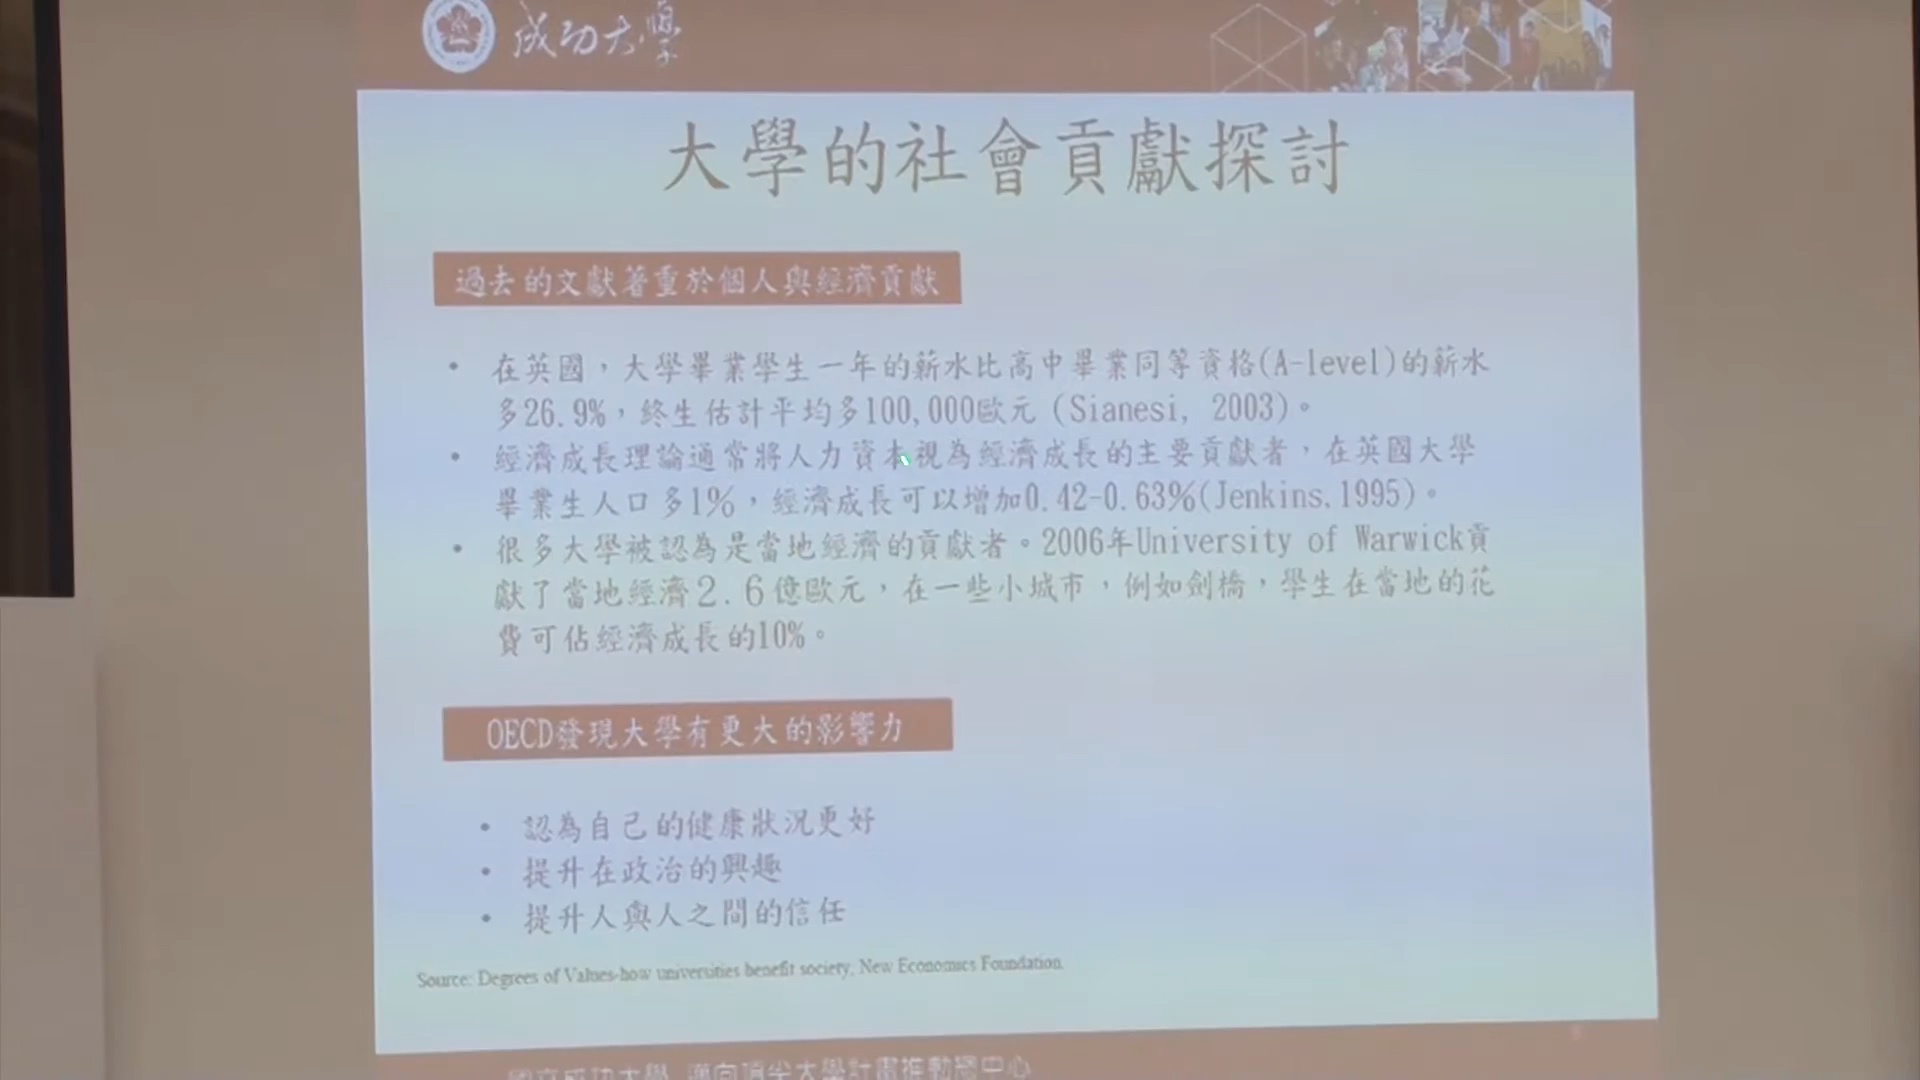 成功大學
大學的社會貢獻探討
過去的文獻著重於個人與經濟貢獻
• 在英國，大學畢業學生一年的薪水比高中畢業同等資格(A-level)的薪水
多26.9%，終生估計平均多100,000歐元（Sianesi, 2003)。
• 經濟成長理論通常將人力資本視為經濟成長的主要貢獻者，在英國大學
畢業生人口多1%，經濟成長可以增加0.42-0.63%(Jenkins,1995)。
• 很多大學被認為是當地經濟的貢獻者。2006年University of Warwick貢
獻了當地經濟２.６億歐元，在一些小城市，例如劍橋，學生在當地的花
費可佔經濟成長的10%。
OECD發現大學有更大的影響力
• 認為自己的健康狀況更好
• 提升在政治的興趣
• 提升人與人之間的信任
Source: Degrees of Values-how universities benefit society, New Economics Foundation.
國立成功大學 邁向頂尖大學計畫推動總中心